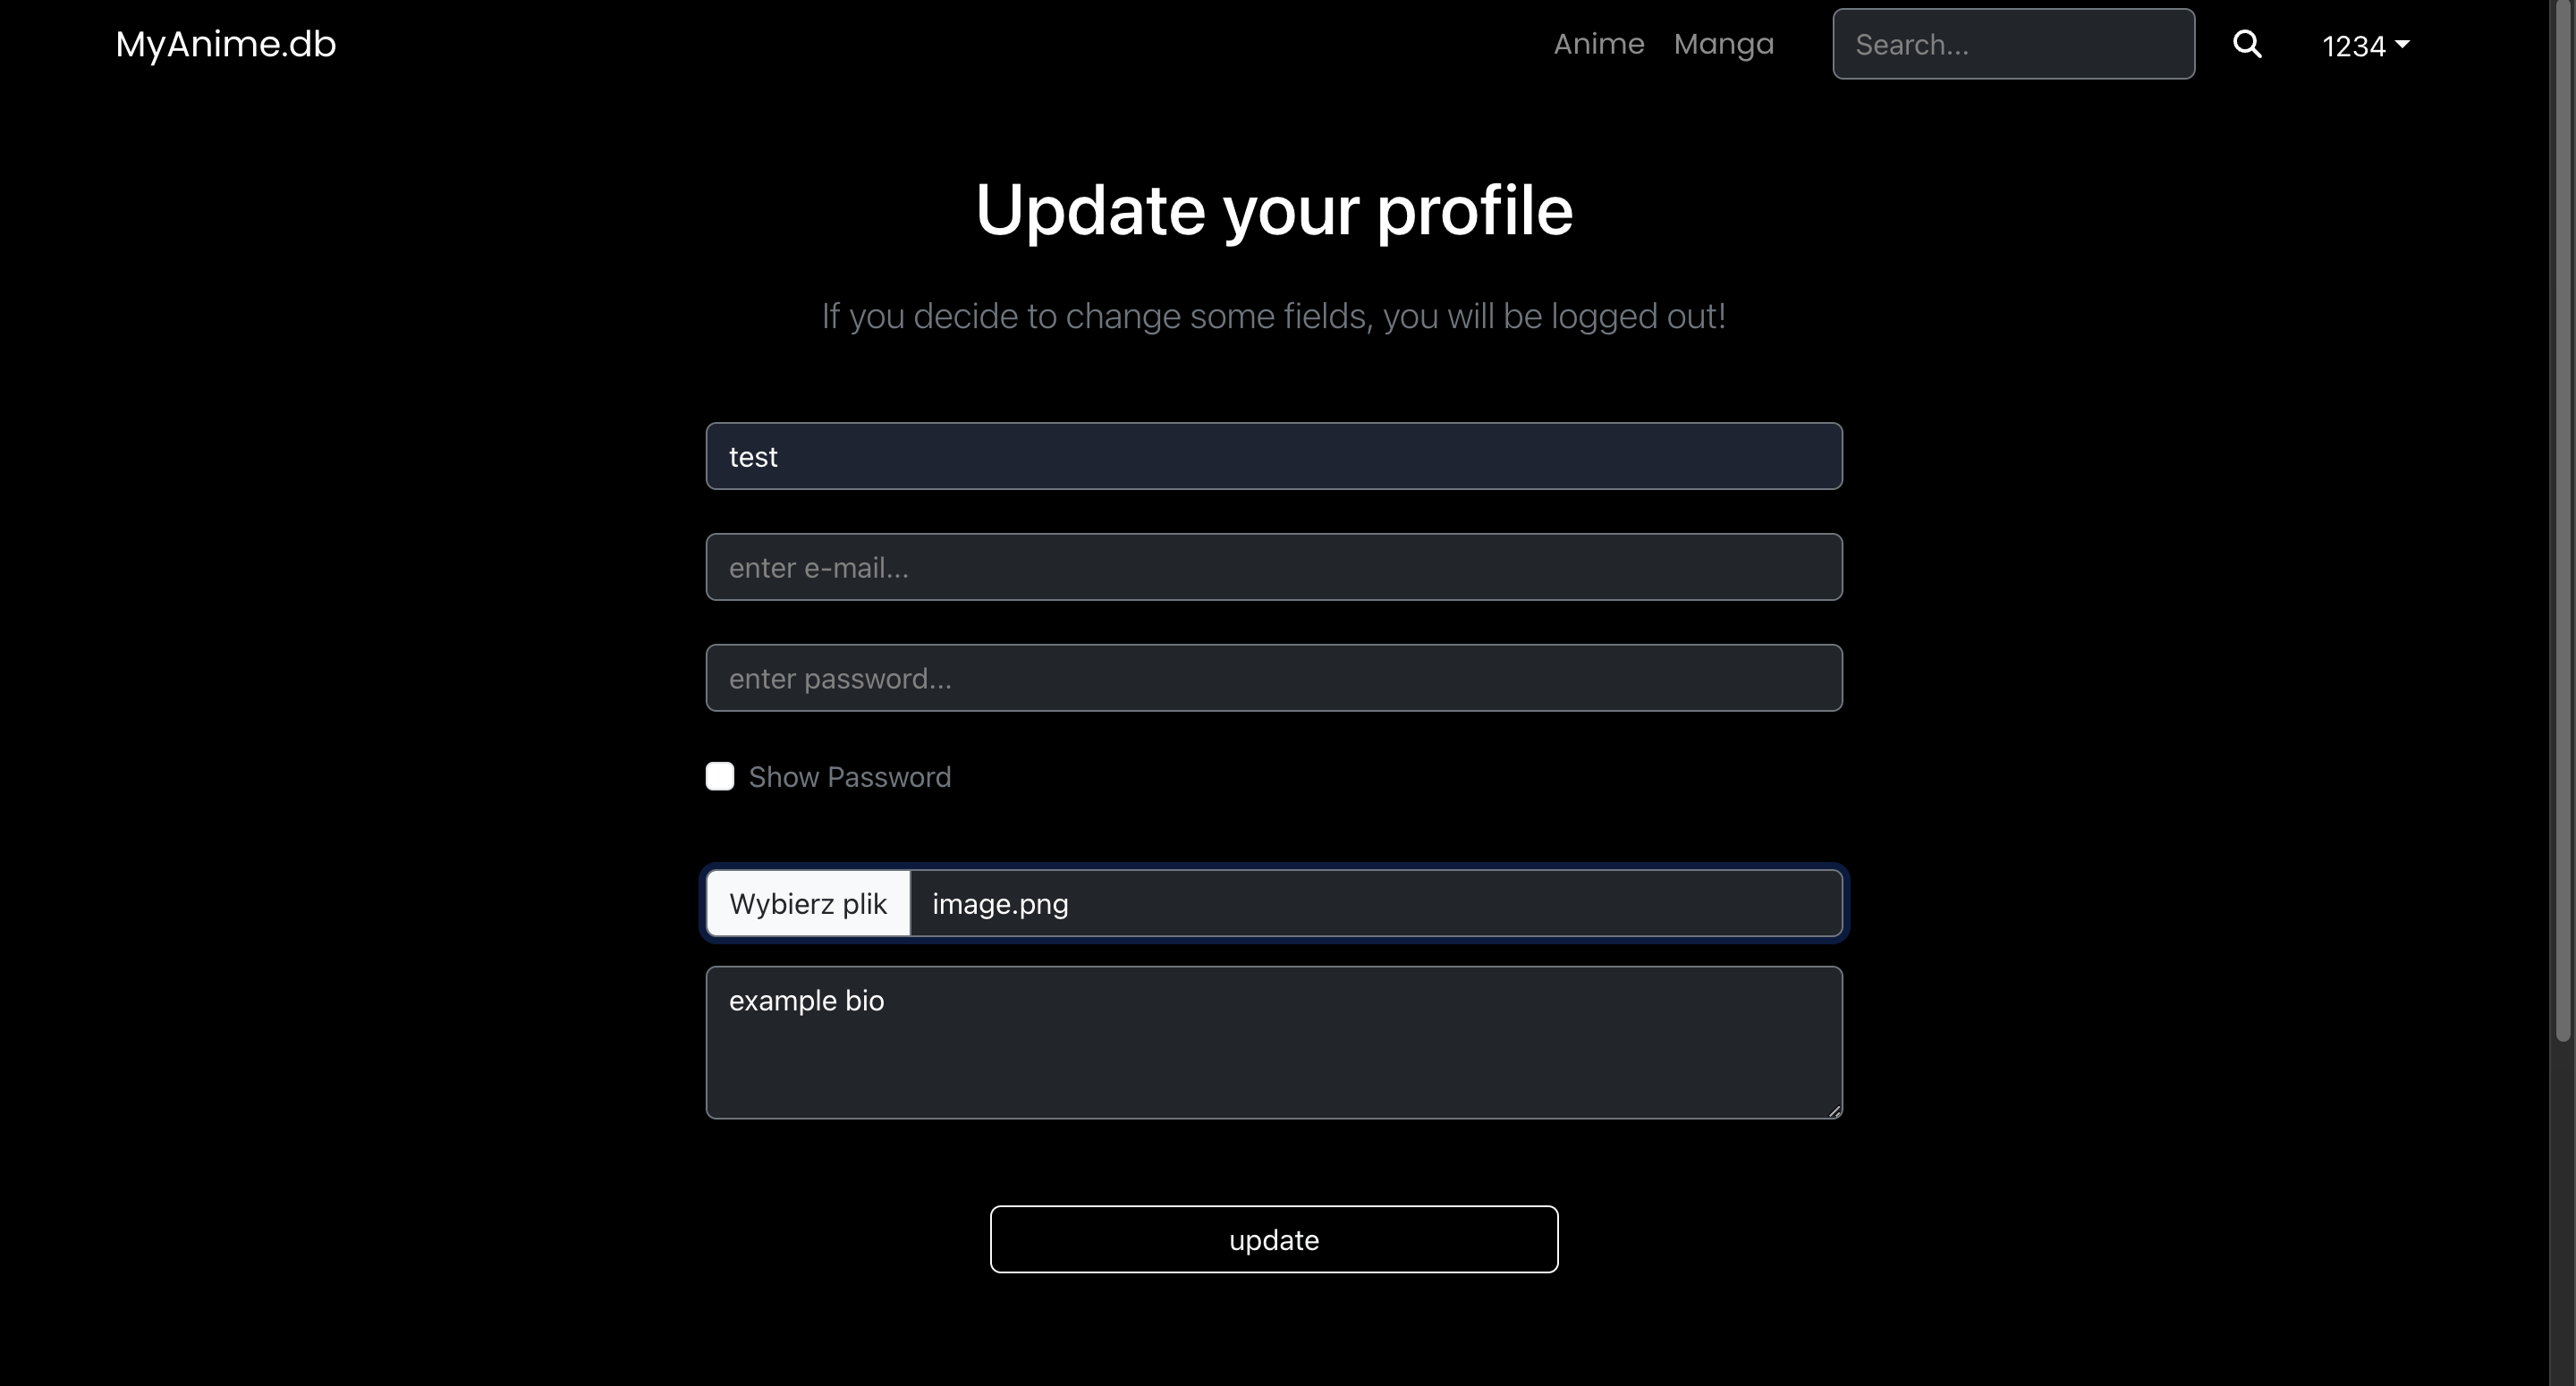 MyAnime.db
Anime Manga Search... 1234
Update your profile
If you decide to change some fields, you will be logged out!
test
enter e-mail...
enter password...
Show Password
Wybierz plik image.png
example bio
update